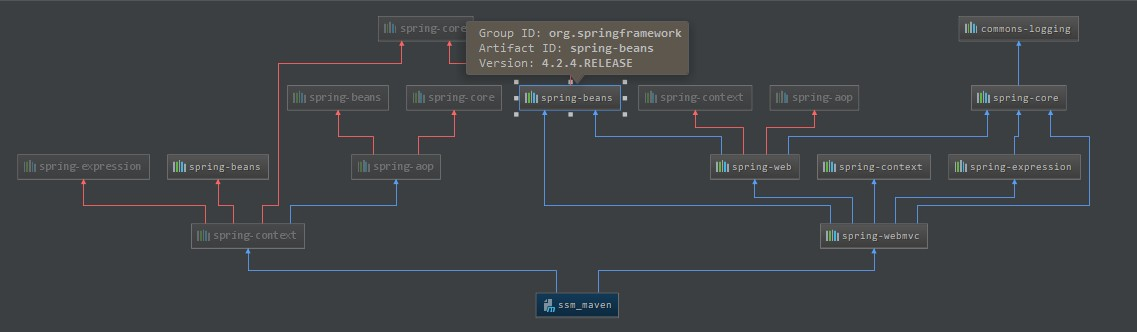 spring-core
commons-logging
Group ID: org.springframework
Artifact ID: spring-beans
Version: 4.2.4.RELEASE
spring-beans
spring-core
spring-beans
spring-context
spring-aop
spring-core
spring-expression
spring-beans
spring-aop
spring-web
spring-context
spring-expression
spring-context
spring-webmvc
ssm_maven